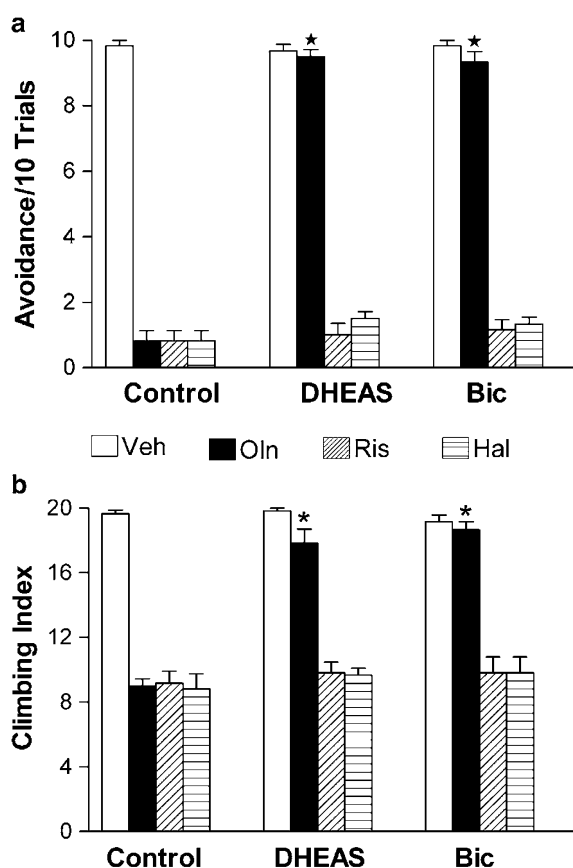 a
Avoidance/10 Trials
10
8
6
4
2
0
Control DHEAS Bic
Veh Oln Ris Hal
b
Climbing Index
20
16
12
8
4
0
Control DHEAS Bic